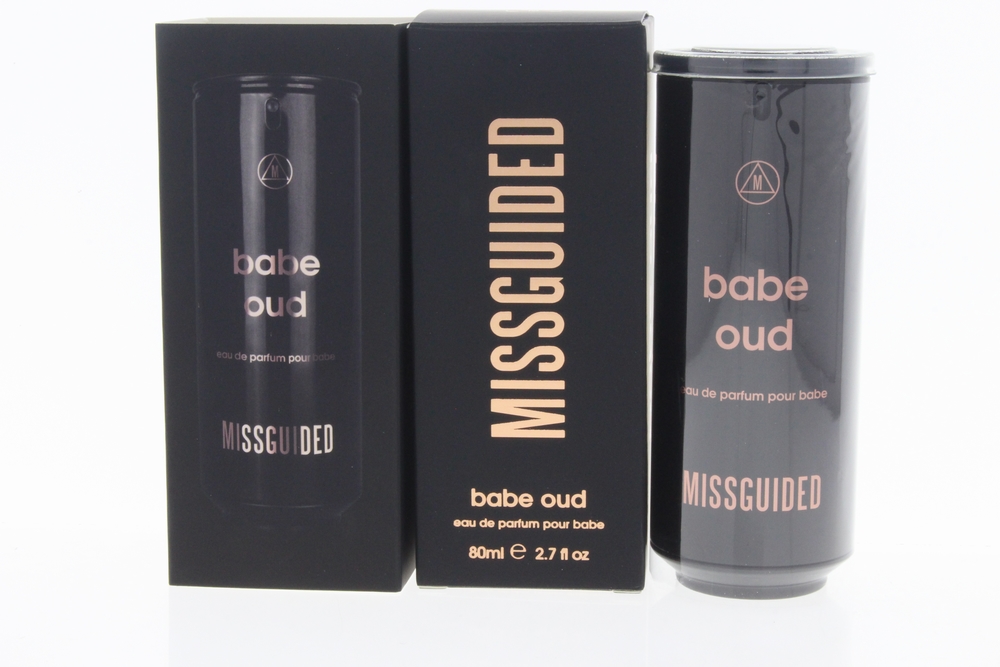 M
babe
oud
eau de parfum pour babe
MISSGUIDED
MISSGUIDED
babe oud
eau de parfum pour babe
80ml ℮ 2.7 fl oz
M
babe
oud
eau de parfum pour babe
MISSGUIDED